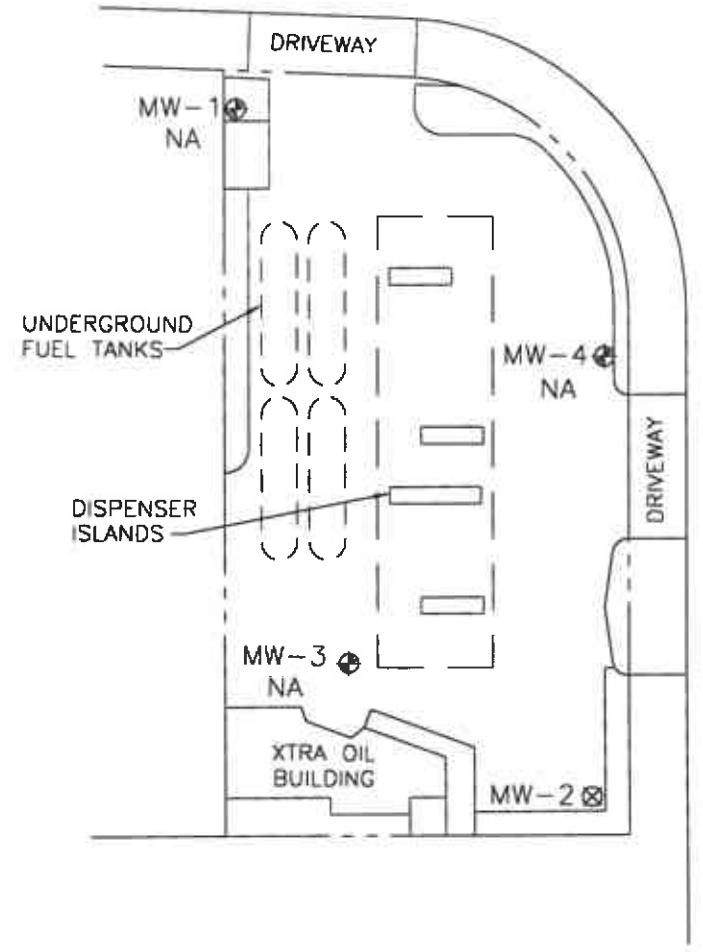 DRIVEWAY
MW-1
NA
UNDERGROUND
FUEL TANKS
MW-4
NA
DRIVEWAY
DISPENSER
ISLANDS
MW-3
NA
XTRA OIL
BUILDING
MW-2